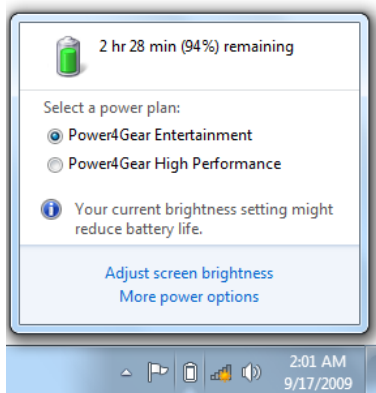 2 hr 28 min (94%) remaining
Select a power plan:
Power4Gear Entertainment
Power4Gear High Performance
Your current brightness setting might
reduce battery life.
Adjust screen brightness
More power options
2:01 AM
9/17/2009